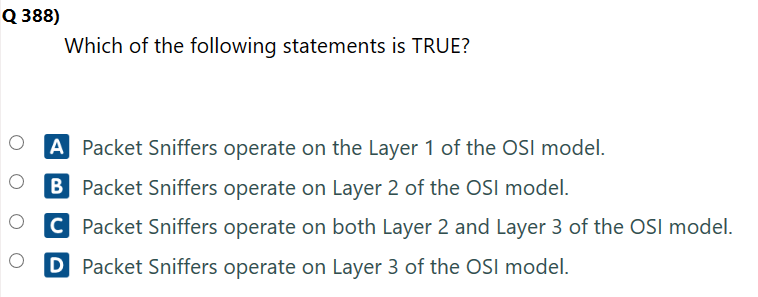 Q 388)
Which of the following statements is TRUE?
A Packet Sniffers operate on the Layer 1 of the OSI model.
B Packet Sniffers operate on Layer 2 of the OSI model.
C Packet Sniffers operate on both Layer 2 and Layer 3 of the OSI model.
D Packet Sniffers operate on Layer 3 of the OSI model.